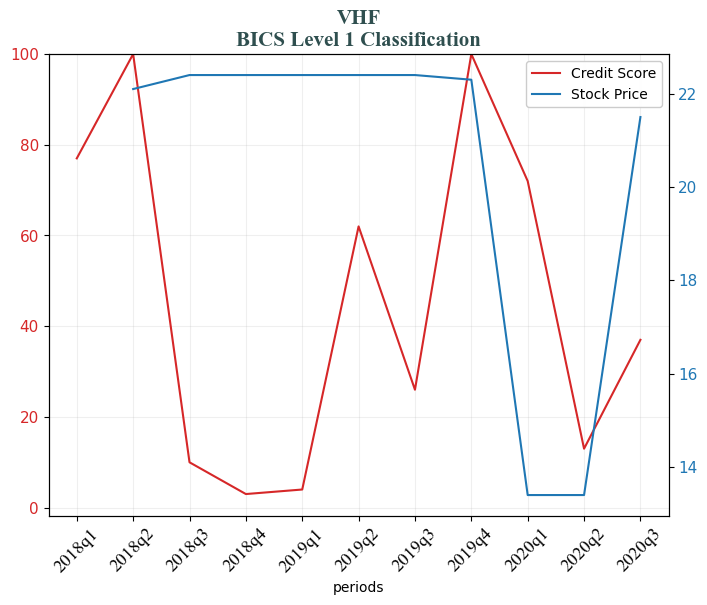 VHF
BICS Level 1 Classification
100
80
60
40
20
0
Credit Score
Stock Price
22
20
18
16
14
2018q1
2018q2
2018q3
2018q4
2019q1
2019q2
2019q3
2019q4
2020q1
2020q2
2020q3
periods